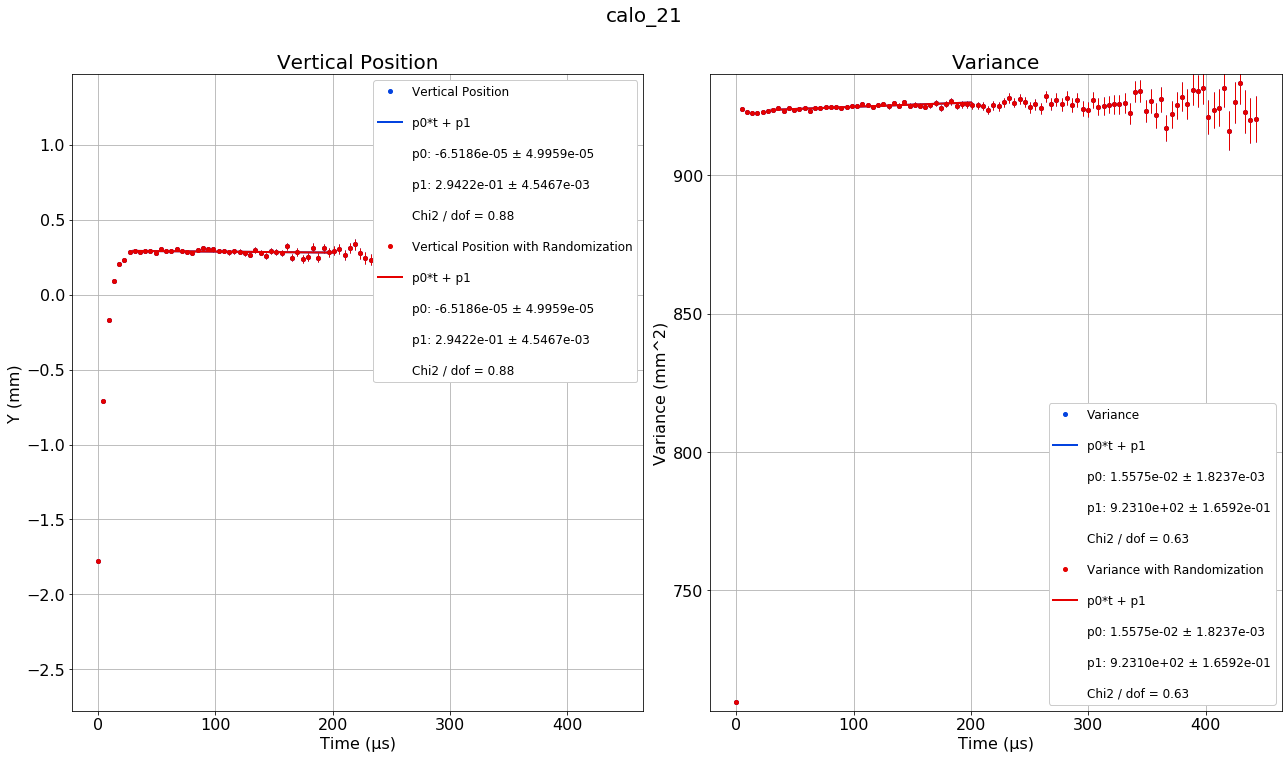 calo_21
Vertical Position
Y (mm)
1.0
0.5
0.0
−0.5
−1.0
−1.5
−2.0
−2.5
Vertical Position
p0*t + p1
p0: -6.5186e-05 ± 4.9959e-05
p1: 2.9422e-01 ± 4.5467e-03
Chi2 / dof = 0.88
Vertical Position with Randomization
p0*t + p1
p0: -6.5186e-05 ± 4.9959e-05
p1: 2.9422e-01 ± 4.5467e-03
Chi2 / dof = 0.88
0 100 200 300 400
Time (μs)
Variance
Variance (mm^2)
900
850
800
750
Variance
p0*t + p1
p0: 1.5575e-02 ± 1.8237e-03
p1: 9.2310e+02 ± 1.6592e-01
Chi2 / dof = 0.63
Variance with Randomization
p0*t + p1
p0: 1.5575e-02 ± 1.8237e-03
p1: 9.2310e+02 ± 1.6592e-01
Chi2 / dof = 0.63
0 100 200 300 400
Time (μs)